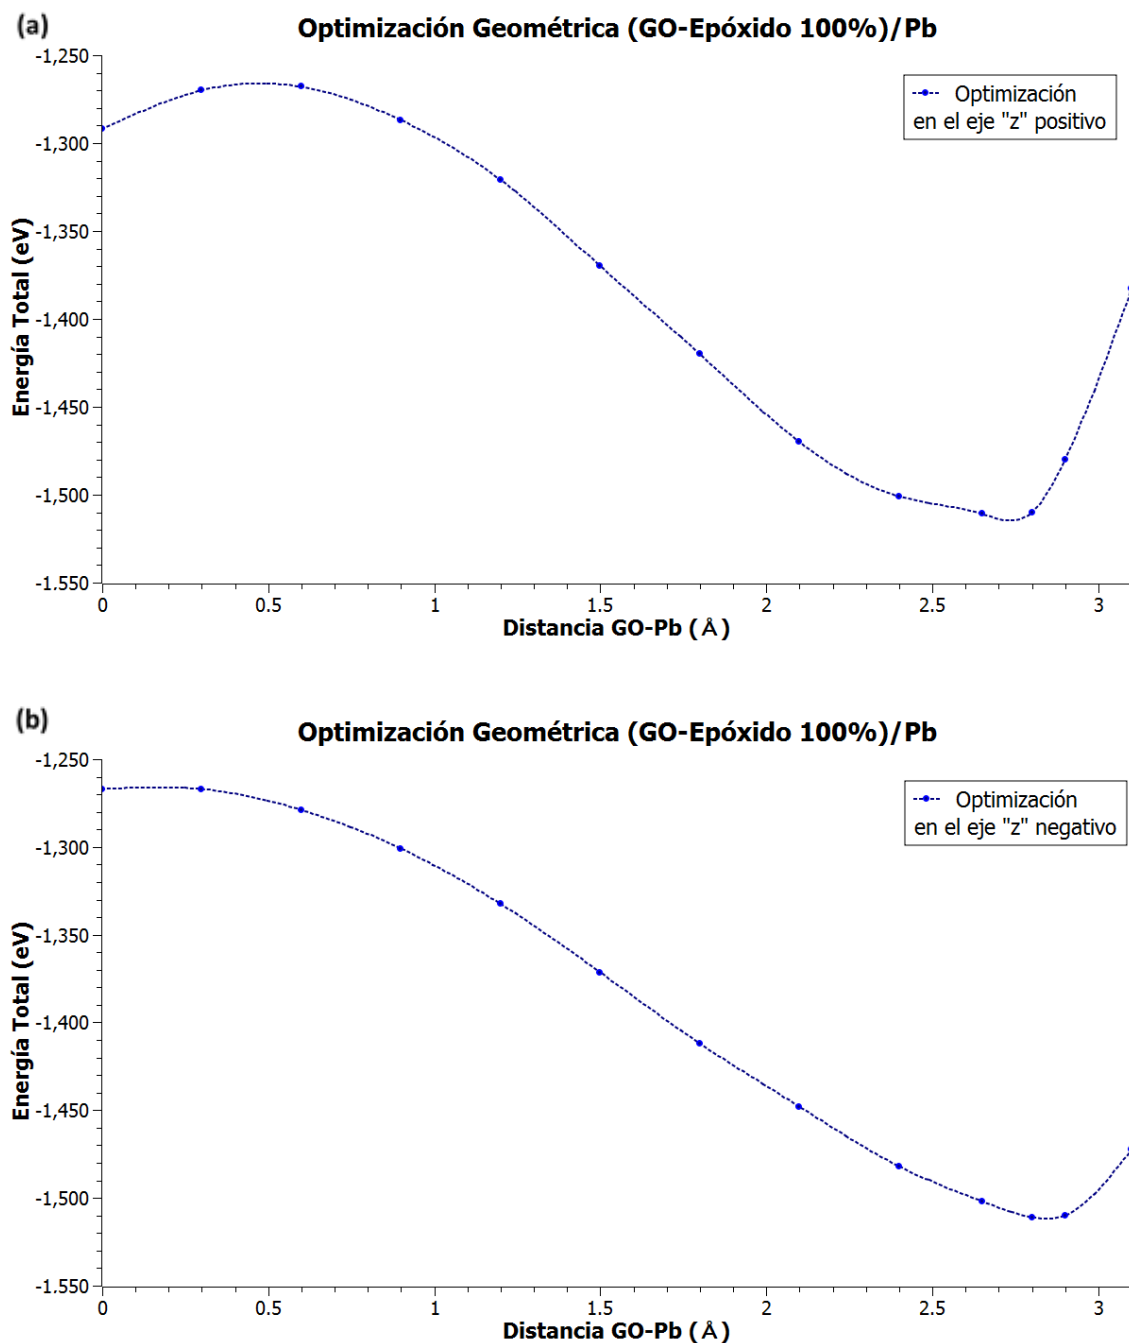 (a)
Optimización Geométrica (GO-Epóxido 100%)/Pb
-1,250
-1,300
-1,350
-1,400
-1,450
-1,500
-1.550
Energía Total (eV)
Optimización
en el eje "z" positivo
0 0.5 1 1.5 2 2.5 3
Distancia GO-Pb (Å)
(b)
Optimización Geométrica (GO-Epóxido 100%)/Pb
-1,250
-1,300
-1,350
-1,400
-1,450
-1,500
-1.550
Energía Total (eV)
Optimización
en el eje "z" negativo
0 0.5 1 1.5 2 2.5 3
Distancia GO-Pb (Å)